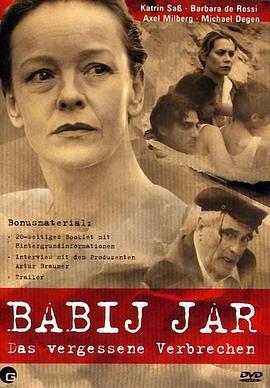 Katrin Saß · Barbara de Rossi
Axel Milberg · Michael Degen
Bonusmaterial:
· 20-seitiges Booklet mit
Hintergrundinformationen
· Interview mit dem Produzenten
Artur Brauner
· Trailer
BABIJ JAR
Das vergessene Verbrechen
G
DVD
VIDEO